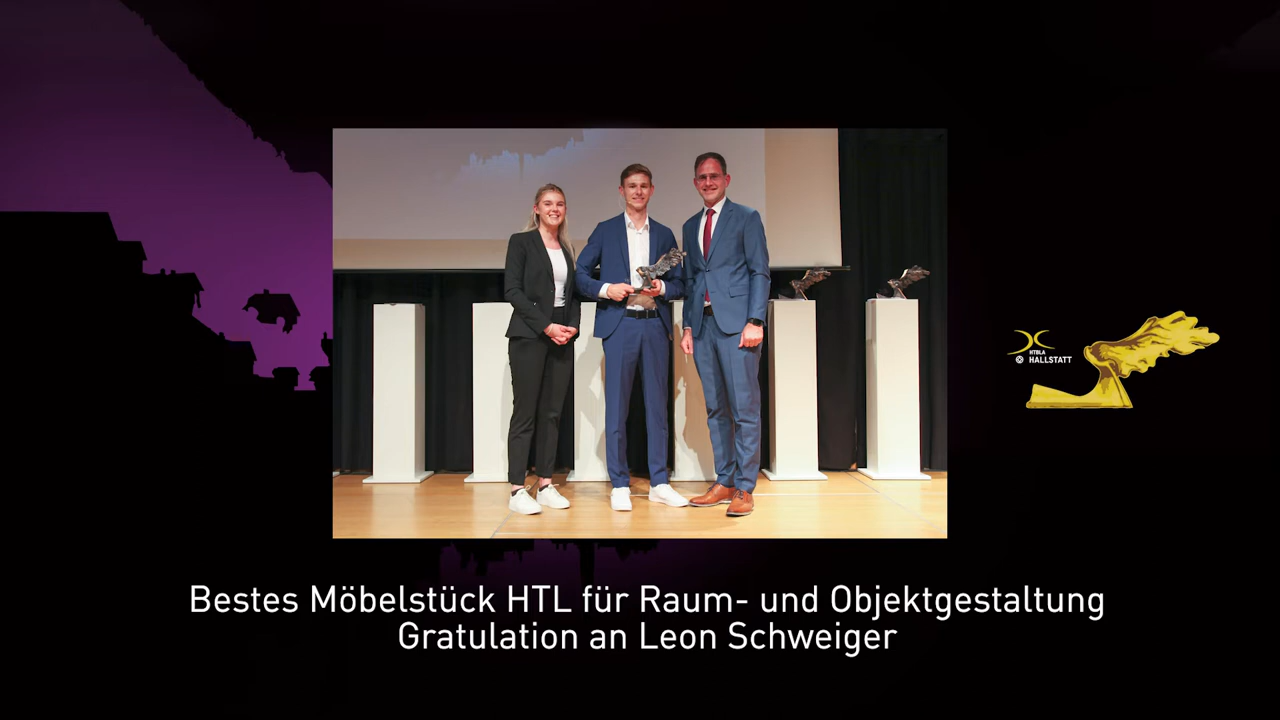 HTBLA
HALLSTATT
Bestes Möbelstück HTL für Raum- und Objektgestaltung
Gratulation an Leon Schweiger